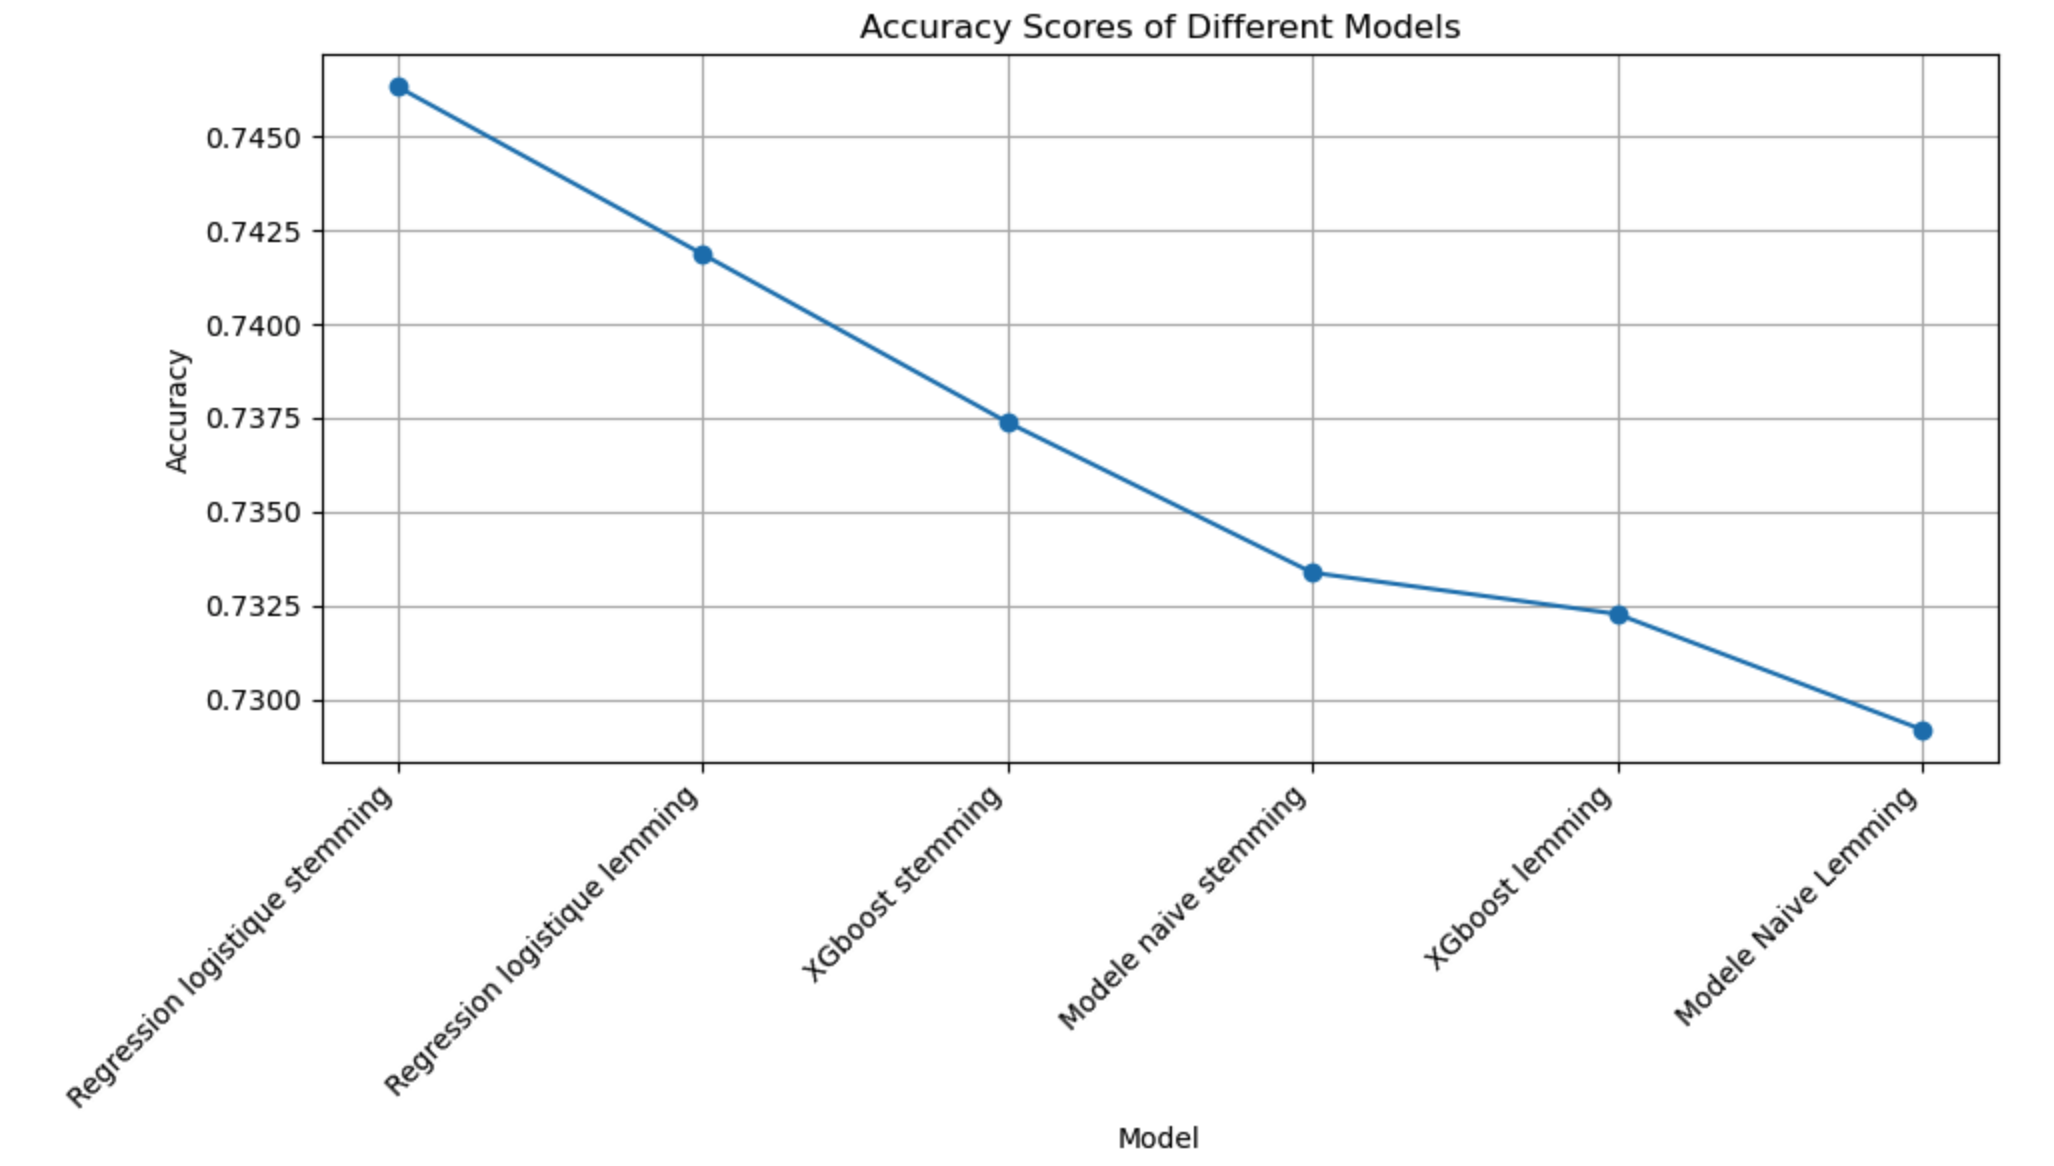 Accuracy Scores of Different Models
Accuracy
0.7450
0.7425
0.7400
0.7375
0.7350
0.7325
0.7300
Regression logistique stemming
Regression logistique lemming
XGboost stemming
Modele naive stemming
XGboost lemming
Modele Naive Lemming
Model